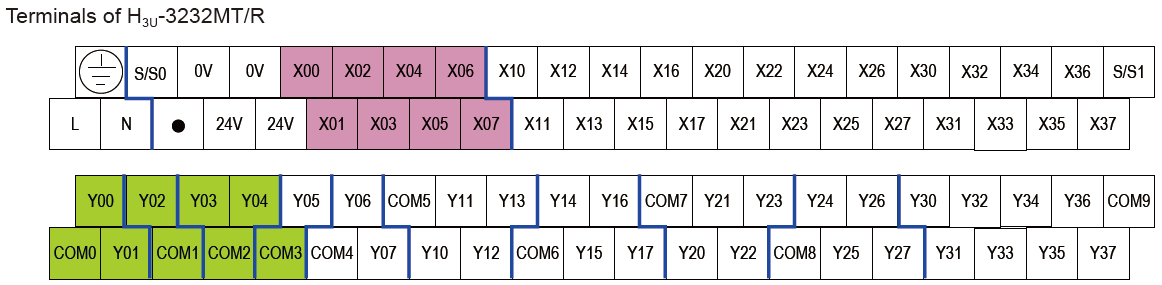 Terminals of H3U-3232MT/R
S/S0 0V 0V X00 X02 X04 X06 X10 X12 X14 X16 X20 X22 X24 X26 X30 X32 X34 X36 S/S1
L N 24V 24V X01 X03 X05 X07 X11 X13 X15 X17 X21 X23 X25 X27 X31 X33 X35 X37
Y00 Y02 Y03 Y04 Y05 Y06 COM5 Y11 Y13 Y14 Y16 COM7 Y21 Y23 Y24 Y26 Y30 Y32 Y34 Y36 COM9
COM0 Y01 COM1 COM2 COM3 COM4 Y07 Y10 Y12 COM6 Y15 Y17 Y20 Y22 COM8 Y25 Y27 Y31 Y33 Y35 Y37